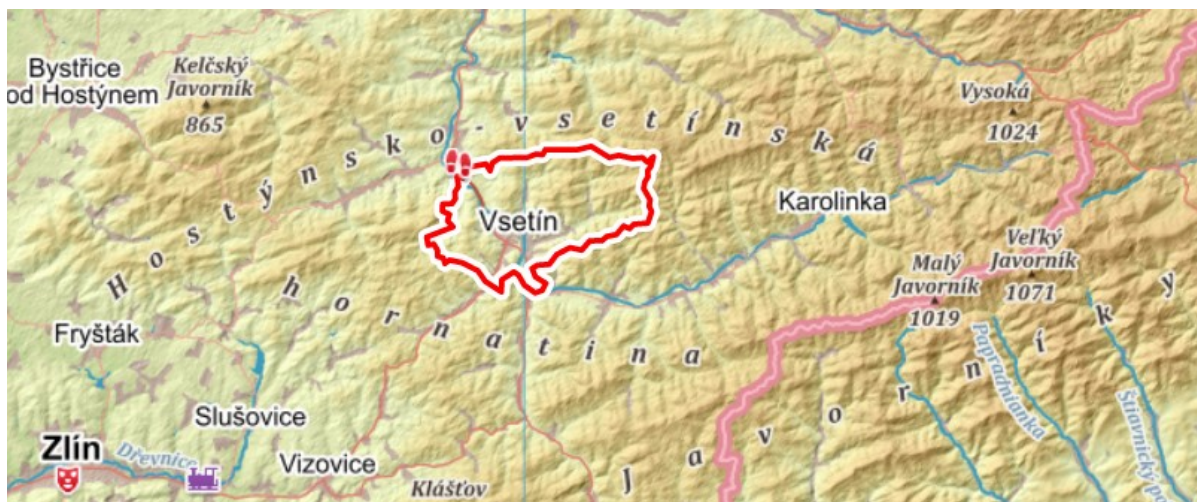 Bystřice
od Hostýnem
Kelčský
Javorník
865
Vysoká
1024
Hostýnsko-vsetínská
hornatina
Vsetín
Karolinka
Veľký
Javorník
1071
Malý
Javorník
1019
Fryšták
Slušovice
Zlín
Dřevnice
Vizovice
Klášťov
Javorníky
Papradnianka
Štiavnický po